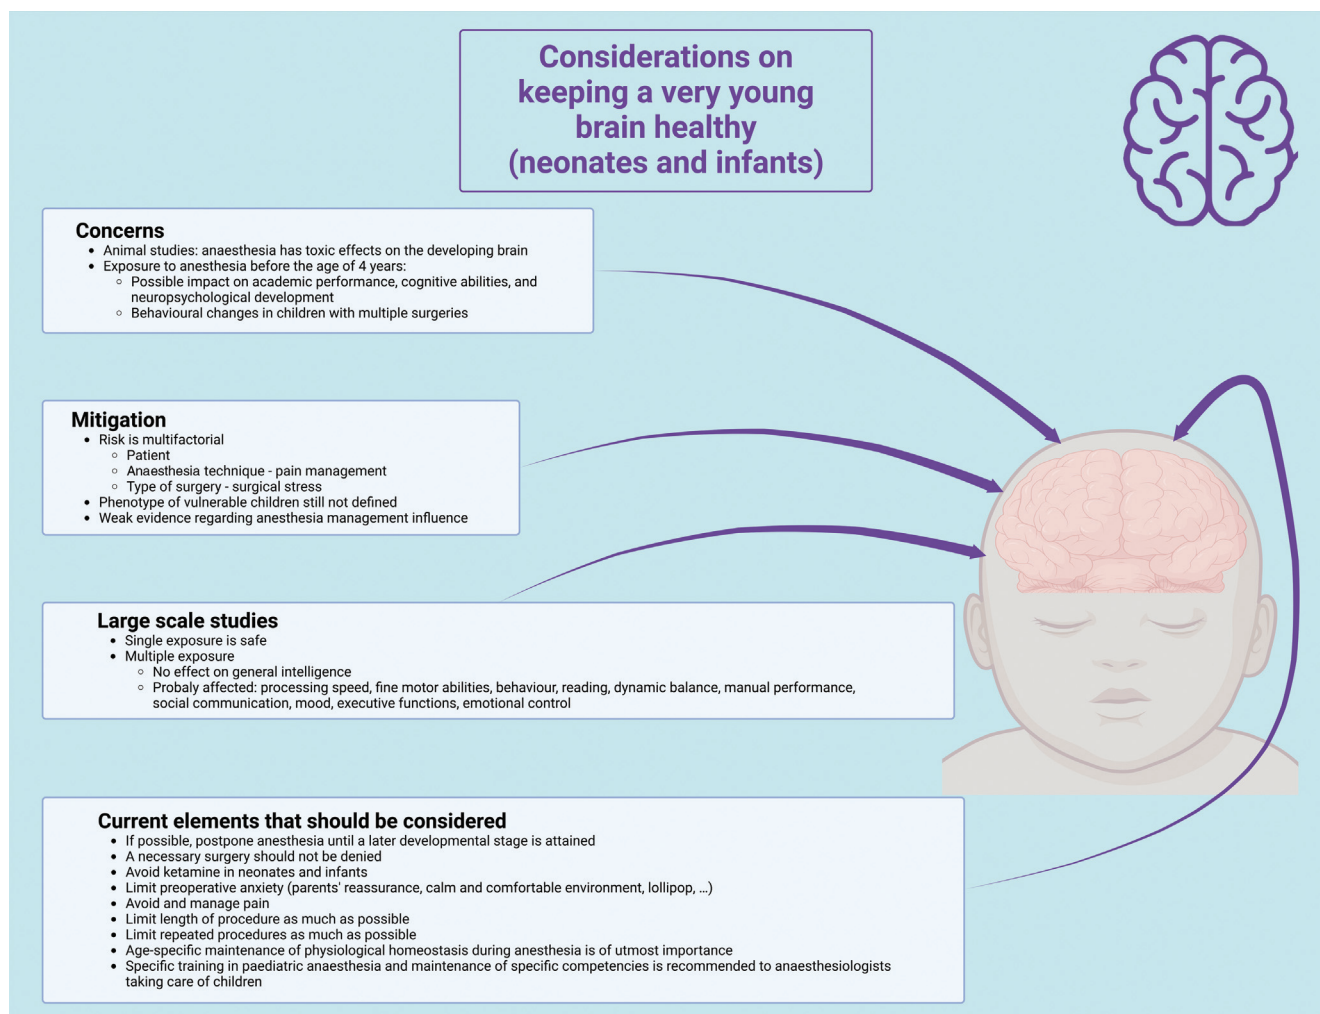 Considerations on
keeping a very young
brain healthy
(neonates and infants)
Concerns
• Animal studies: anaesthesia has toxic effects on the developing brain
• Exposure to anesthesia before the age of 4 years:
○ Possible impact on academic performance, cognitive abilities, and
neuropsychological development
○ Behavioural changes in children with multiple surgeries
Mitigation
• Risk is multifactorial
○ Patient
○ Anaesthesia technique - pain management
○ Type of surgery - surgical stress
• Phenotype of vulnerable children still not defined
• Weak evidence regarding anesthesia management influence
Large scale studies
• Single exposure is safe
• Multiple exposure
○ No effect on general intelligence
○ Probaly affected: processing speed, fine motor abilities, behaviour, reading, dynamic balance, manual performance,
social communication, mood, executive functions, emotional control
Current elements that should be considered
• If possible, postpone anesthesia until a later developmental stage is attained
• A necessary surgery should not be denied
• Avoid ketamine in neonates and infants
• Limit preoperative anxiety (parents' reassurance, calm and comfortable environment, lollipop, ...)
• Avoid and manage pain
• Limit length of procedure as much as possible
• Limit repeated procedures as much as possible
• Age-specific maintenance of physiological homeostasis during anesthesia is of utmost importance
• Specific training in paediatric anaesthesia and maintenance of specific competencies is recommended to anaesthesiologists
taking care of children